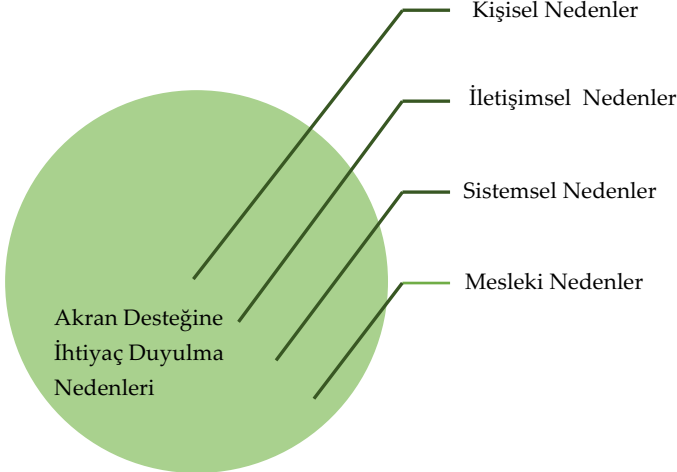 Kişisel Nedenler
İletişimsel Nedenler
Sistemsel Nedenler
Mesleki Nedenler
Akran Desteğine
İhtiyaç Duyulma
Nedenleri